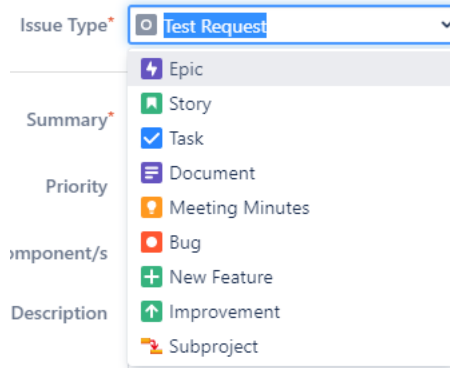 Issue Type* Test Request
Epic
Story
Summary*
Task
Document
Priority
Meeting Minutes
Bug
omponent/s
New Feature
Description
Improvement
Subproject